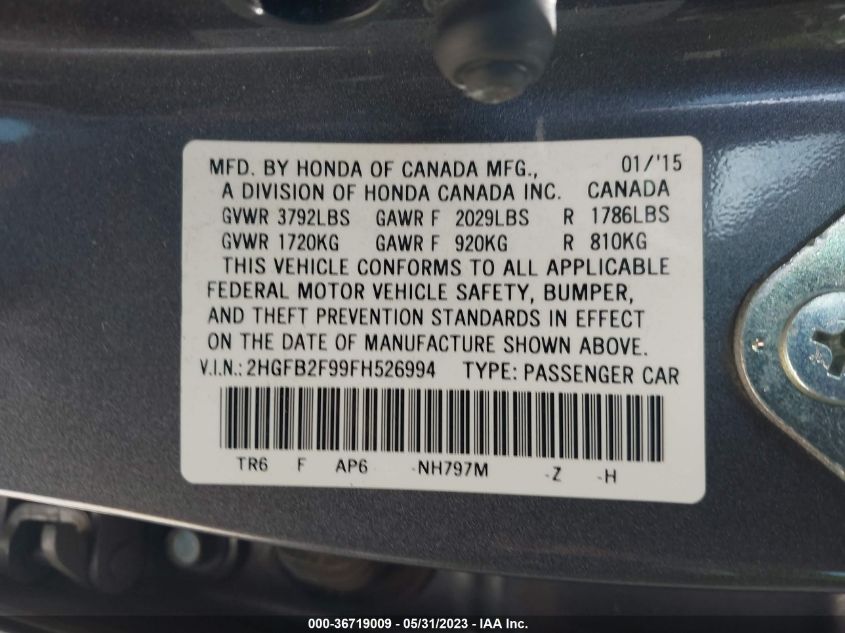 MFD. BY HONDA OF CANADA MFG., 01/'15
A DIVISION OF HONDA CANADA INC. CANADA
GVWR 3792LBS GAWR F 2029LBS R 1786LBS
GVWR 1720KG GAWR F 920KG R 810KG
THIS VEHICLE CONFORMS TO ALL APPLICABLE
FEDERAL MOTOR VEHICLE SAFETY, BUMPER,
AND THEFT PREVENTION STANDARDS IN EFFECT
ON THE DATE OF MANUFACTURE SHOWN ABOVE.
V.I.N.: 2HGFB2F99FH526994 TYPE: PASSENGER CAR
TR6 F AP6 -NH797M -Z -H
000-36719009 - 05/31/2023 - IAA Inc.